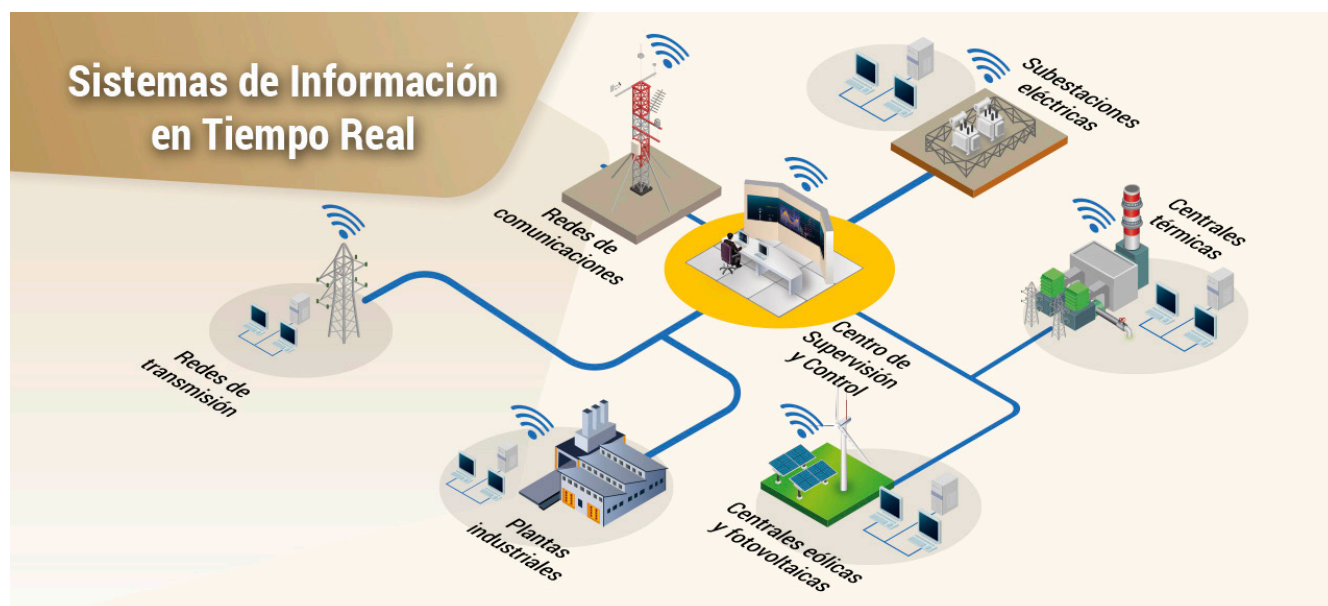 Sistemas de Información
en Tiempo Real
Redes de
comunicaciones
Subestaciones
eléctricas
Centrales
térmicas
Redes de
transmisión
Centro de
Supervisión
y Control
Plantas
industriales
Centrales eólicas
y fotovoltaicas